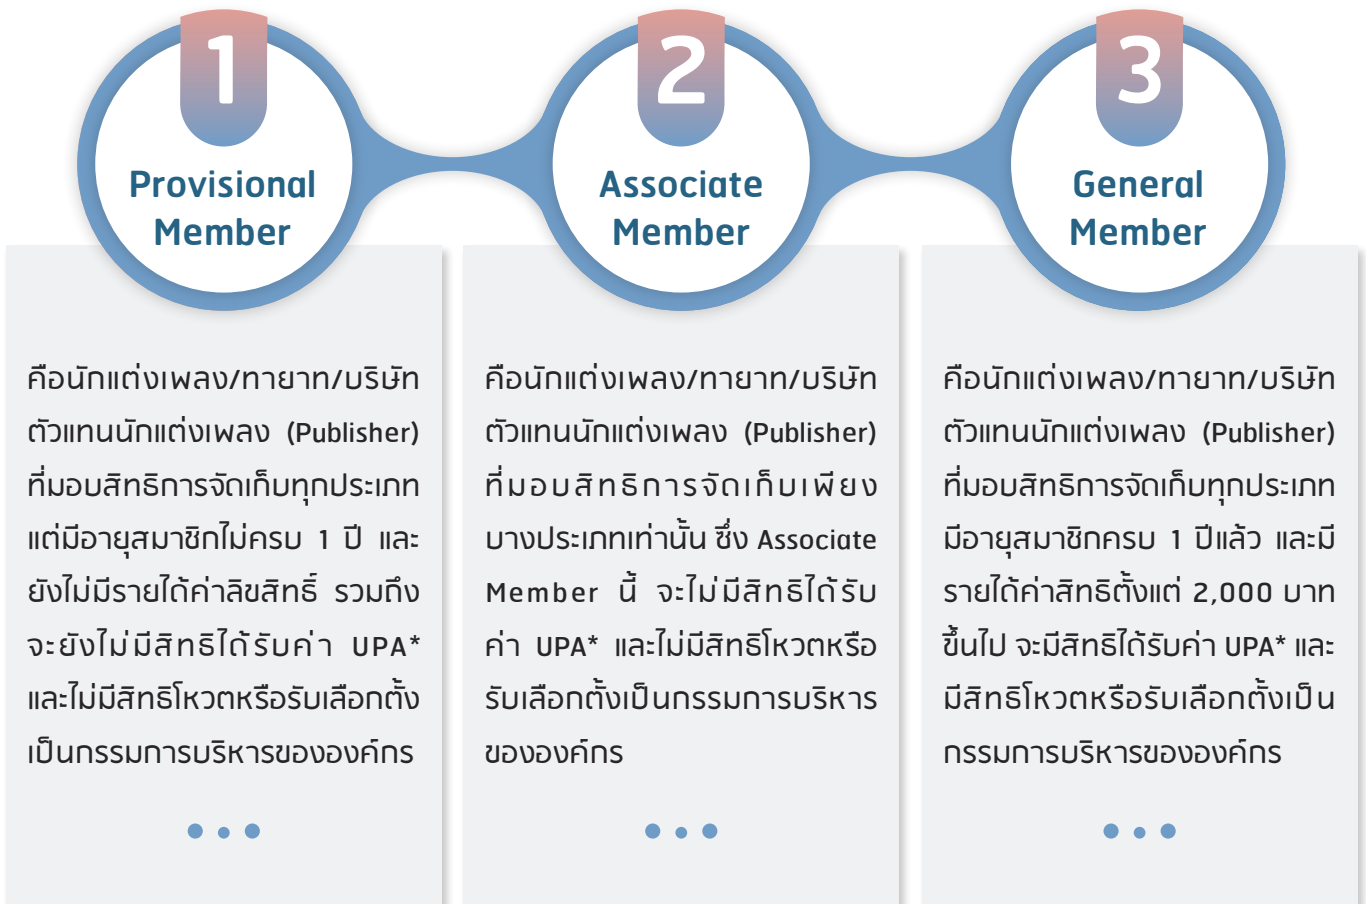 1
Provisional
Member
คือนักแต่งเพลง/ทายาท/บริษัท
ตัวแทนนักแต่งเพลง (Publisher)
ที่มอบสิทธิการจัดเก็บทุกประเภท
แต่มีอายุสมาชิกไม่ครบ 1 ปี และ
ยังไม่มีรายได้ค่าลิขสิทธิ์ รวมถึง
จะยังไม่มีสิทธิได้รับค่า UPA*
และไม่มีสิทธิโหวตหรือรับเลือกตั้ง
เป็นกรรมการบริหารขององค์กร
2
Associate
Member
คือนักแต่งเพลง/ทายาท/บริษัท
ตัวแทนนักแต่งเพลง (Publisher)
ที่มอบสิทธิการจัดเก็บเพียง
บางประเภทเท่านั้น ซึ่ง Associate
Member นี้ จะไม่มีสิทธิได้รับ
ค่า UPA* และไม่มีสิทธิโหวตหรือ
รับเลือกตั้งเป็นกรรมการบริหาร
ขององค์กร
3
General
Member
คือนักแต่งเพลง/ทายาท/บริษัท
ตัวแทนนักแต่งเพลง (Publisher)
ที่มอบสิทธิการจัดเก็บทุกประเภท
มีอายุสมาชิกครบ 1 ปีแล้ว และมี
รายได้ค่าสิทธิตั้งแต่ 2,000 บาท
ขึ้นไป จะมีสิทธิได้รับค่า UPA* และ
มีสิทธิโหวตหรือรับเลือกตั้งเป็น
กรรมการบริหารขององค์กร